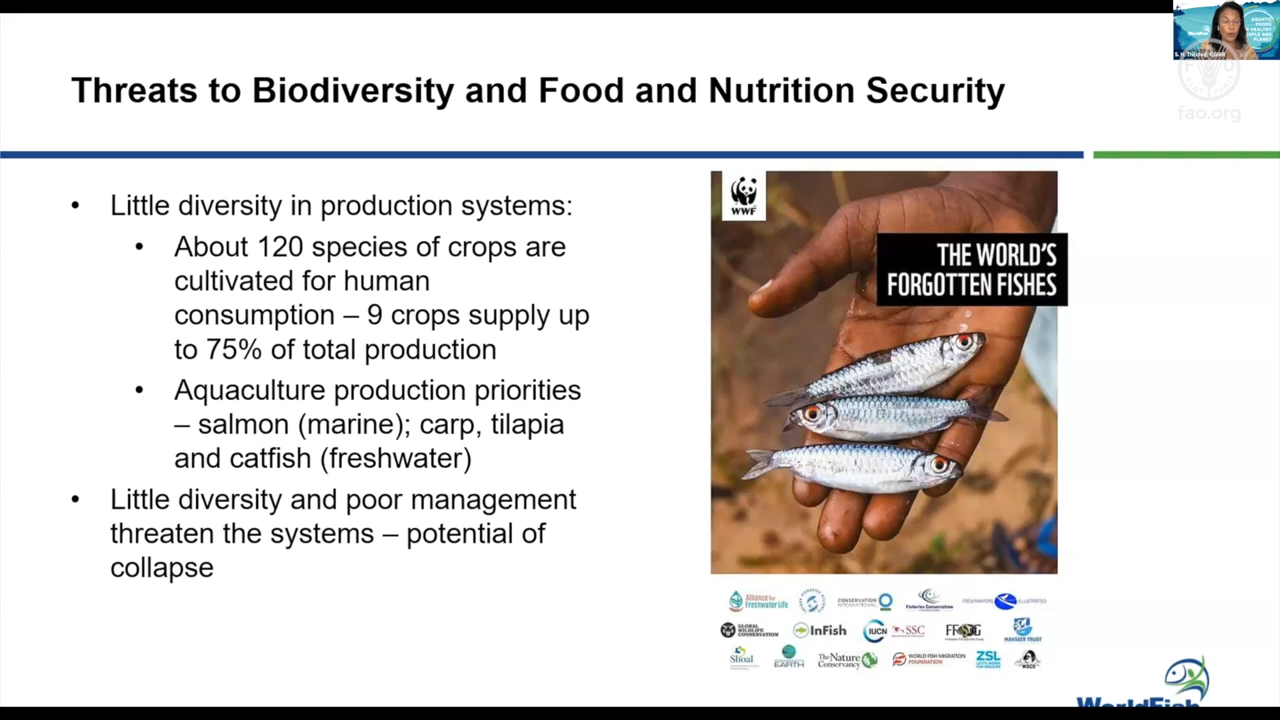 Threats to Biodiversity and Food and Nutrition Security
fao.org
• Little diversity in production systems:
• About 120 species of crops are
cultivated for human
consumption – 9 crops supply up
to 75% of total production
• Aquaculture production priorities
– salmon (marine); carp, tilapia
and catfish (freshwater)
• Little diversity and poor management
threaten the systems – potential of
collapse
WWF
THE WORLD'S
FORGOTTEN FISHES
Alliance for
Freshwater Life
CONSERVATION
INTERNATIONAL
Fisheries Conservation
FRESHWATERS ILLUSTRATED
GLOBAL
WILDLIFE
CONSERVATION
InFish
IUCN
SSC
MAHSEER TRUST
Shoal
EARTH
The Nature
Conservancy
WORLD FISH MIGRATION
FOUNDATION
ZSL
WSCS
WorldFish